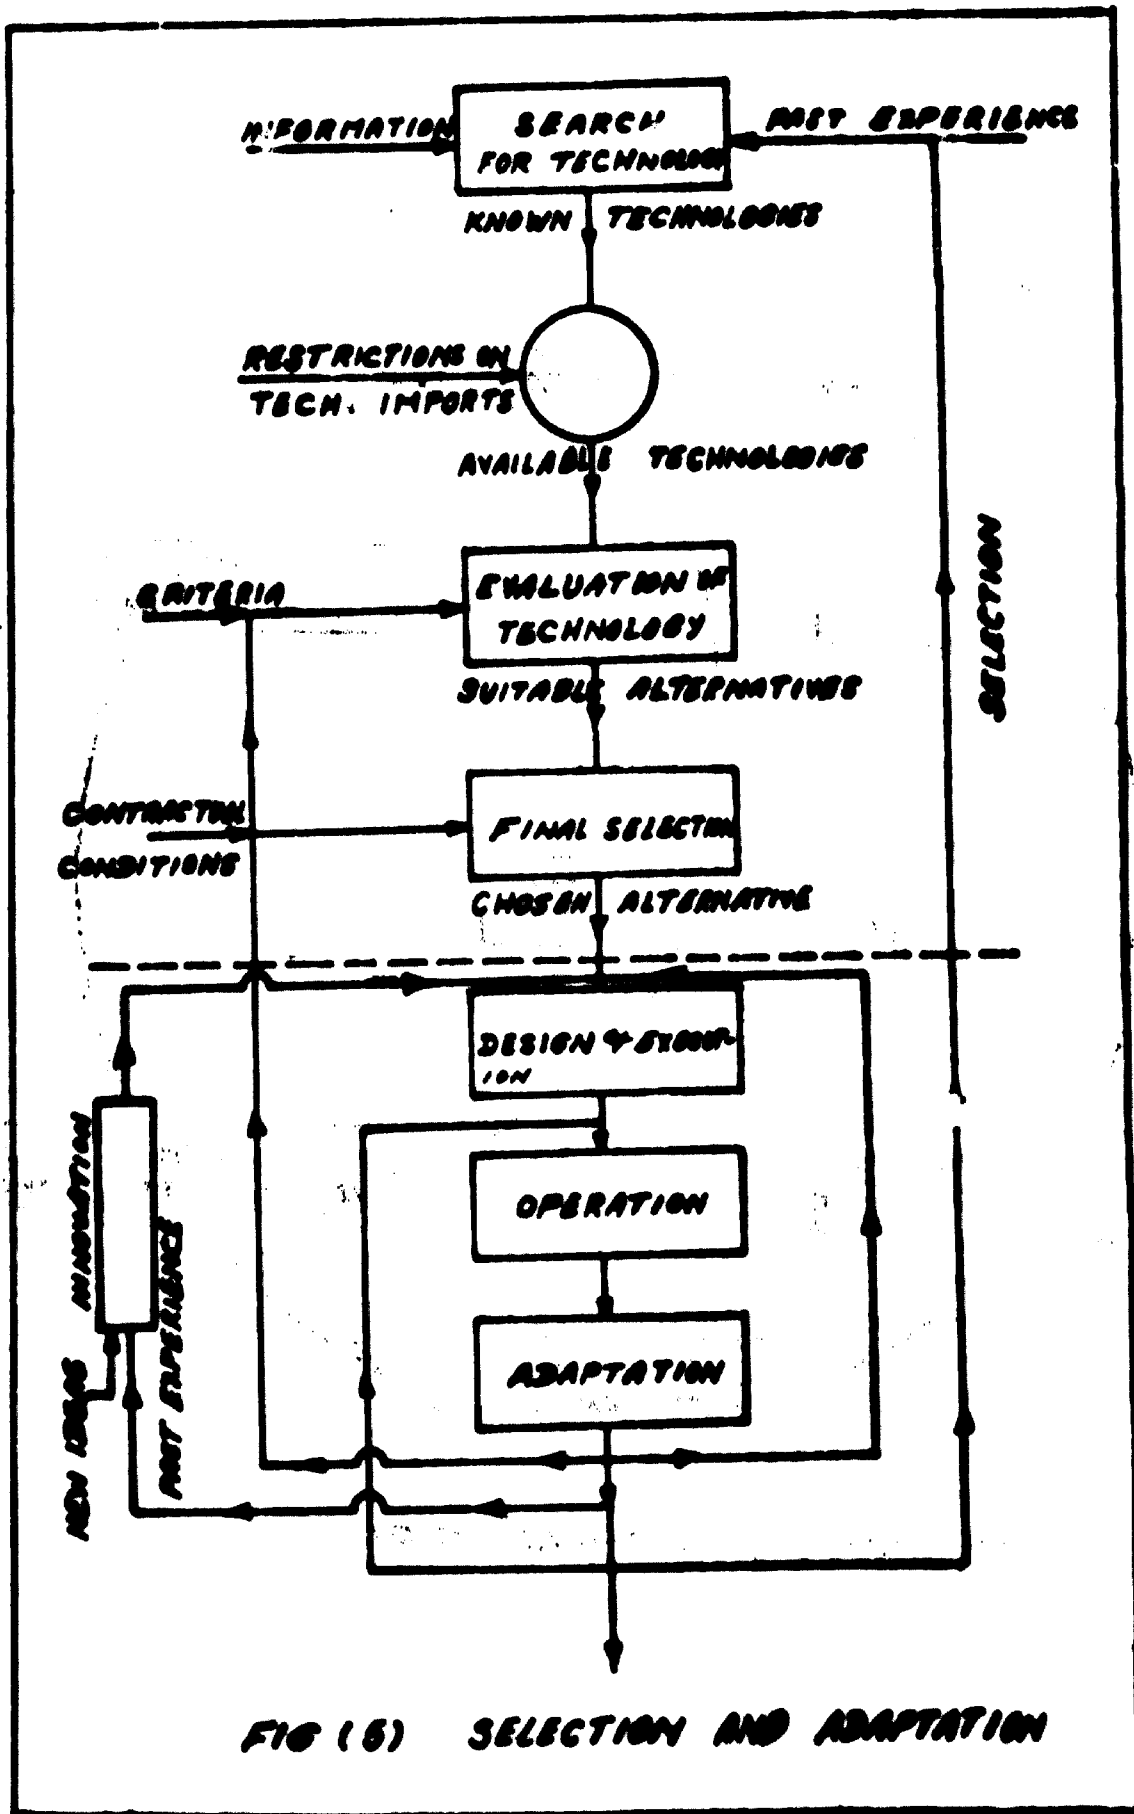 INFORMATION
SEARCH
FOR TECHNOLOGY
PAST EXPERIENCE
KNOWN TECHNOLOGIES
RESTRICTIONS ON
TECH. IMPORTS
AVAILABLE TECHNOLOGIES
CRITERIA
EVALUATION OF
TECHNOLOGY
SELECTION
SUITABLE ALTERNATIVES
CONDITIONS
FINAL SELECTION
CHOSEN ALTERNATIVE
DESIGN &
ION
INNOVATION
OPERATION
PAST EXPERIENCE
NEW IDEAS
ADAPTATION
FIG (5) SELECTION AND ADAPTATION